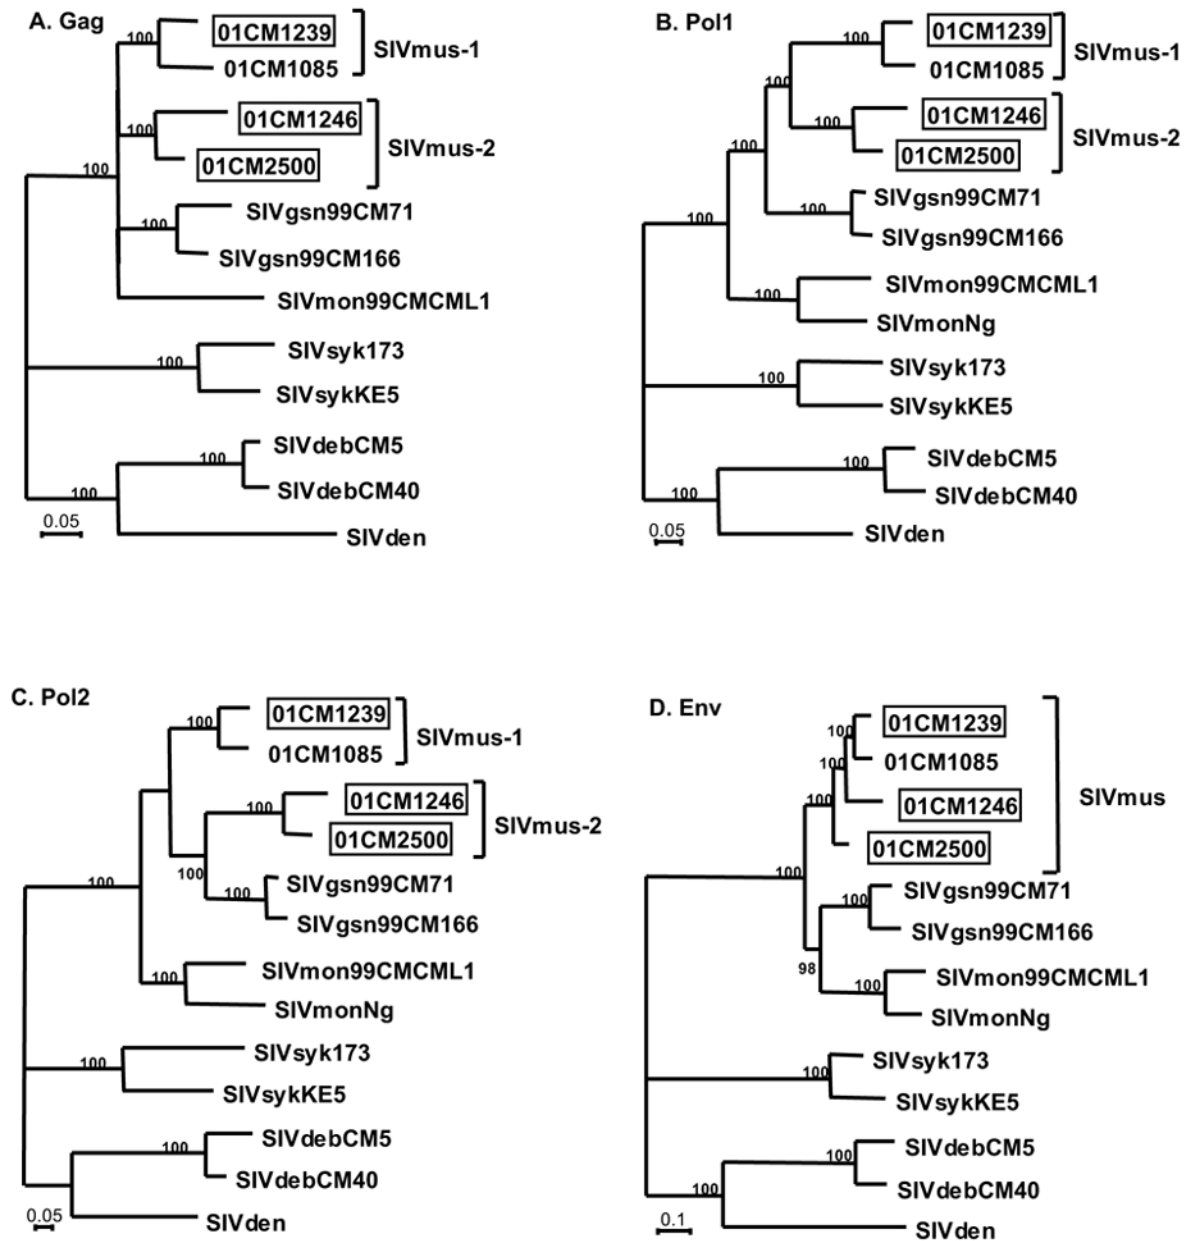 A. Gag
100
01CM1239
01CM1085
SIVmus-1
100
01CM1246
01CM2500
SIVmus-2
100
100
SIVgsn99CM71
SIVgsn99CM166
SIVmon99CMCML1
100
SIVsyk173
SIVsykKE5
100
SIVdebCM5
SIVdebCM40
100
SIVden
0.05
B. Pol1
100
01CM1239
01CM1085
SIVmus-1
100
100
01CM1246
01CM2500
SIVmus-2
100
100
SIVgsn99CM71
SIVgsn99CM166
100
100
SIVmon99CMCML1
SIVmonNg
100
SIVsyk173
SIVsykKE5
100
SIVdebCM5
SIVdebCM40
100
SIVden
0.05
C. Pol2
100
01CM1239
01CM1085
SIVmus-1
100
01CM1246
01CM2500
SIVmus-2
100
100
SIVgsn99CM71
SIVgsn99CM166
100
100
SIVmon99CMCML1
SIVmonNg
100
SIVsyk173
SIVsykKE5
100
SIVdebCM5
SIVdebCM40
SIVden
0.05
D. Env
100
01CM1239
01CM1085
100
01CM1246
100
01CM2500
SIVmus
100
100
SIVgsn99CM71
SIVgsn99CM166
98
100
SIVmon99CMCML1
SIVmonNg
100
SIVsyk173
SIVsykKE5
100
SIVdebCM5
SIVdebCM40
100
SIVden
0.1